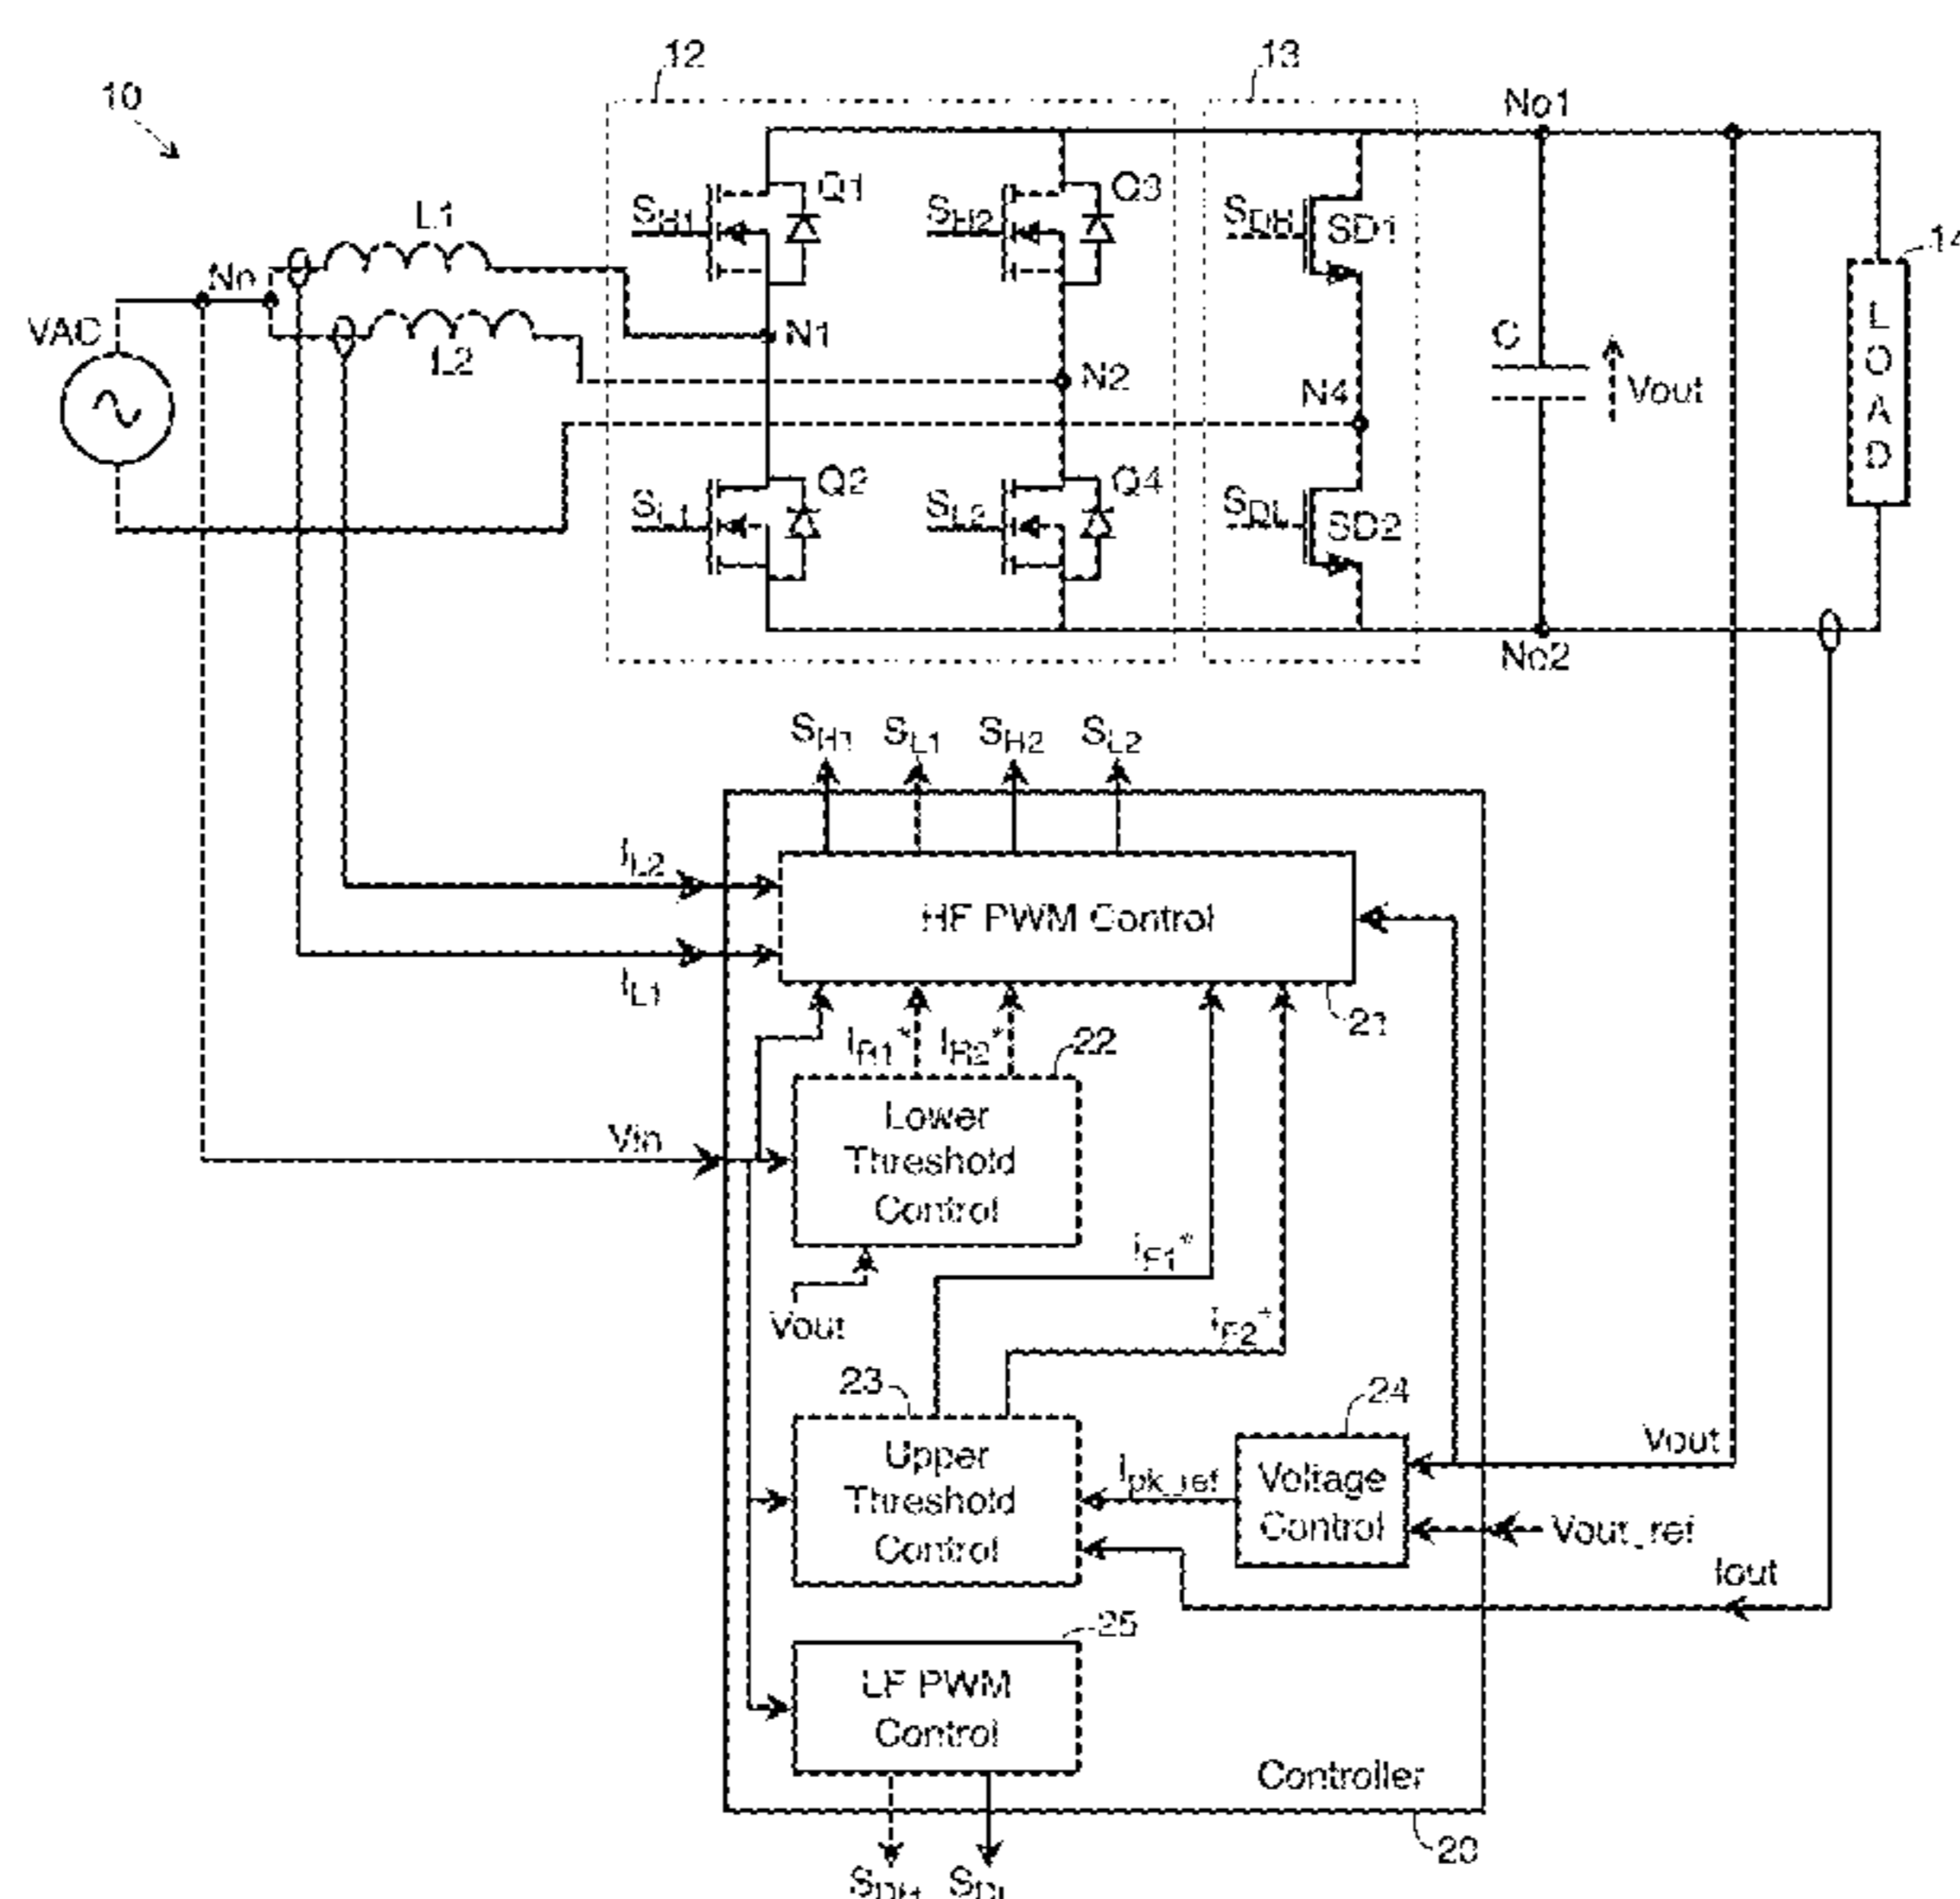 10
12
13
No1
Q1
Q3
SH1
SH2
SDH
SD1
L1
Nn
14
VAC
N1
L2
N2
N4
C
Vout
LOAD
Q2
Q4
SL1
SL2
SDL
SD2
No2
SH1 SL1 SH2 SL2
iL2
HF PWM Control
iL1
21
iR1* iR2*
22
Lower
Threshold
Control
Vin
iF1*
Vout
iF2*
23
24
Upper
Threshold
Control
Ipk_ref
Voltage
Control
Vout
Vout_ref
Iout
25
LF PWM
Control
Controller
20
SDH SDL